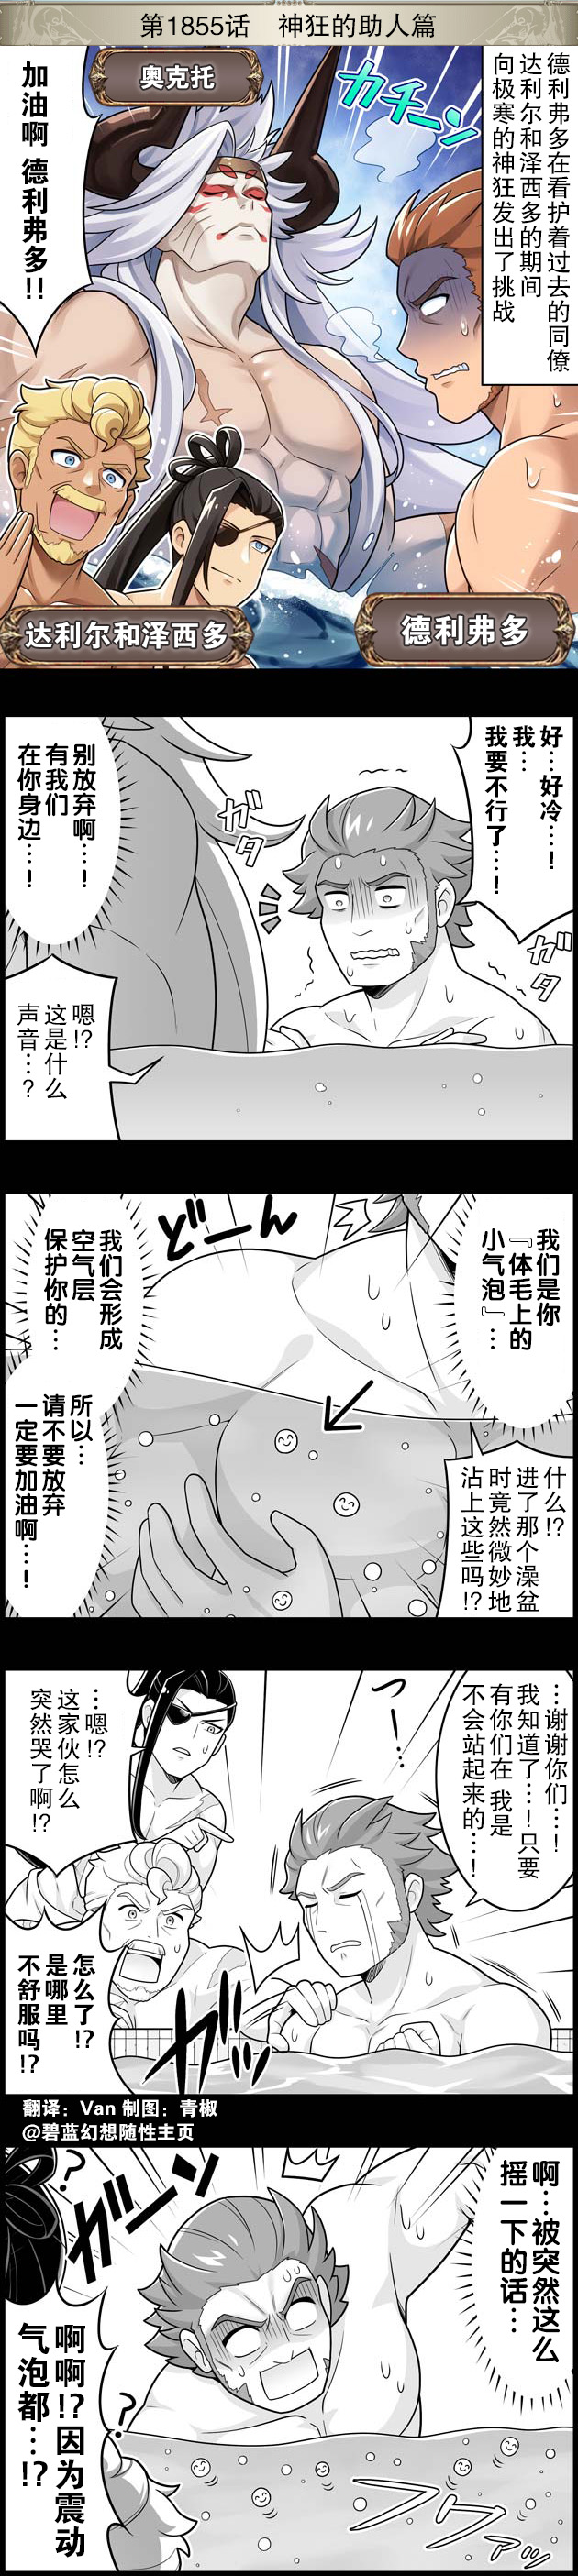 第1855话　神狂的助人篇
德利弗多在看护着过去的同僚
达利尔和泽西多的期间
向极寒的神狂发出了挑战
カチーン
奥克托
加油啊 德利弗多!!
达利尔和泽西多
德利弗多
好…好冷…!
我…
我要不行了…!
ガタ
ガタ
别放弃啊…!
有我们
在你身边…!
嗯!?
这是什么
声音…?
我们是你
『体毛上的
小气泡』…
どーん
我们会形成
空气层
保护你的…
所以…
请不要放弃
一定要加油啊…!
什么!?
进了那个澡盆
时竟然微妙地
沾上这些吗!?
…谢谢你们…!
我知道了…!只要
有你们在 我是
不会站起来的…!
っ…
…嗯!?
这家伙怎么
突然哭了啊!?
怎么了!?
是哪里
不舒服吗!?
ガッ
翻译：Van 制图：青椒
@碧蓝幻想随性主页
啊…被突然这么
摇一下的话…
ガーン
?
啊啊!?因为震动
气泡都…!?
?
フワァッ